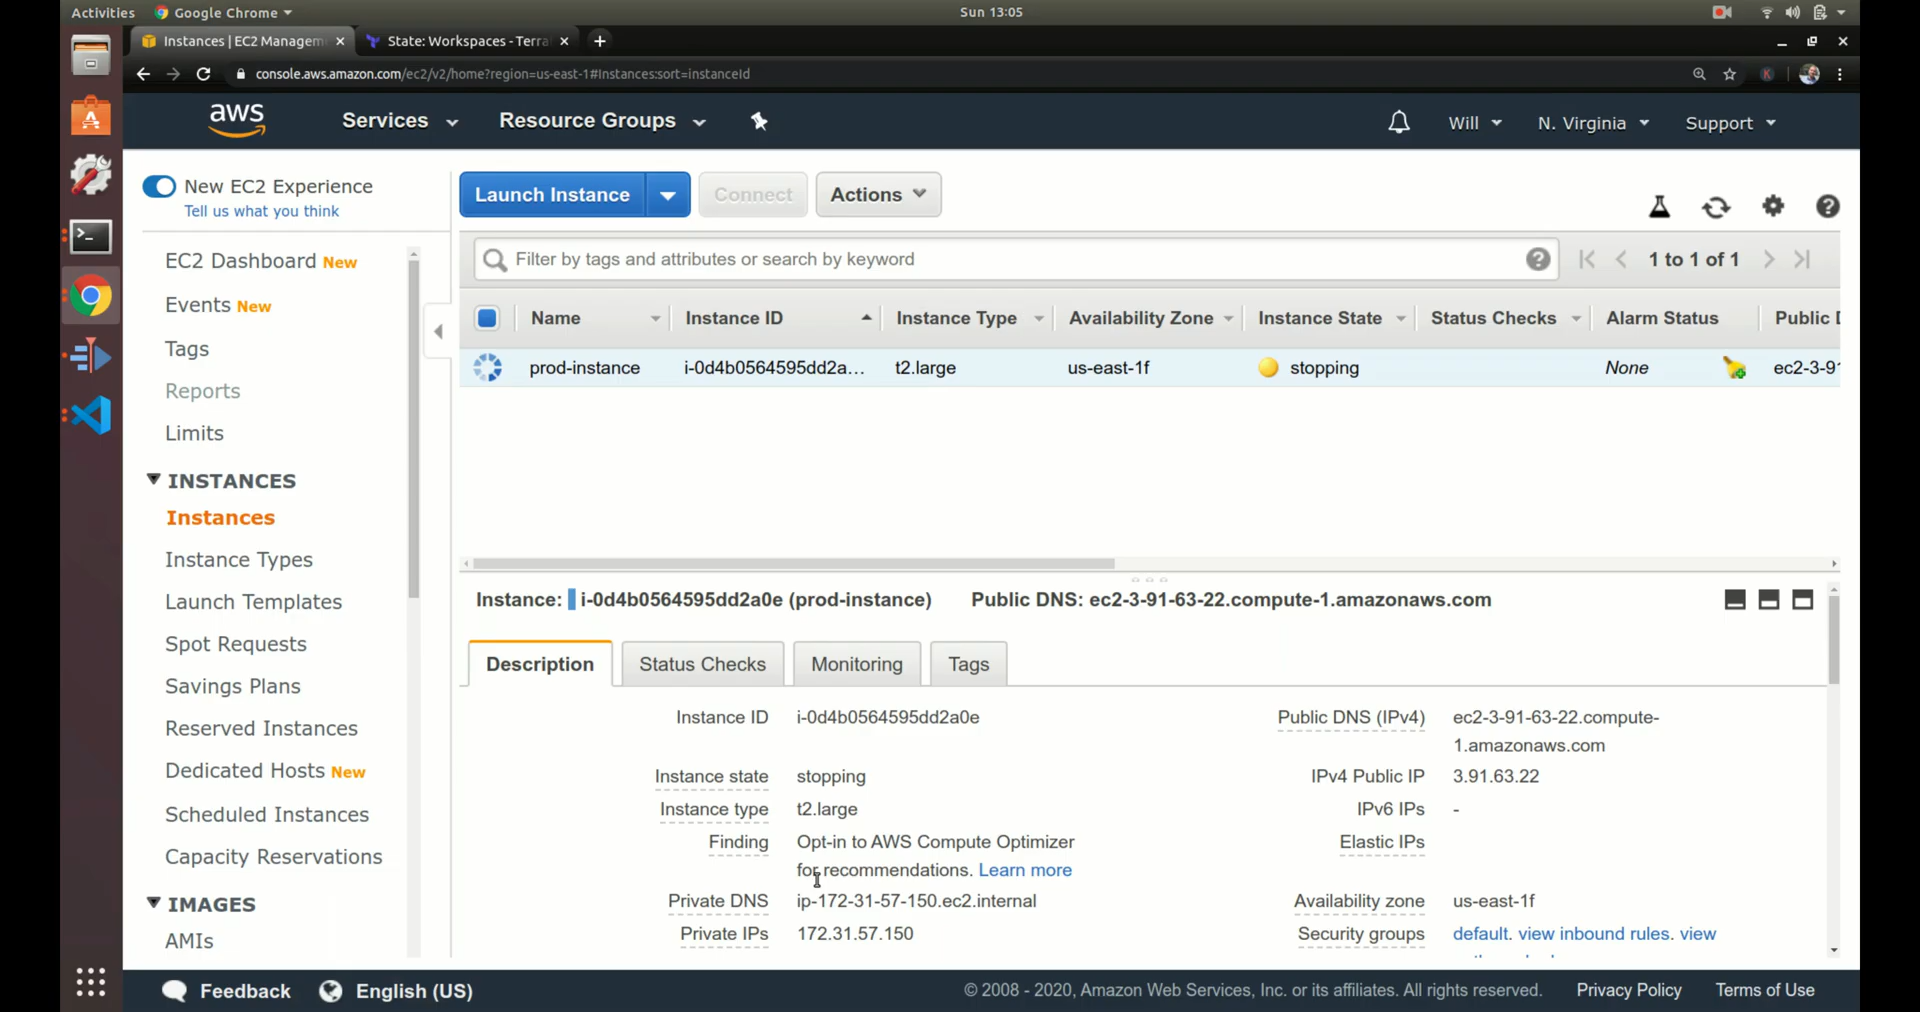 Activities Google Chrome Sun 13:05
Instances | EC2 Managem State: Workspaces - Terra
console.aws.amazon.com/ec2/v2/home?region=us-east-1#Instances:sort=instanceId K
aws Services Resource Groups Will N. Virginia Support
New EC2 Experience
Tell us what you think
Launch Instance Connect Actions
EC2 Dashboard New
Events New
Tags
Reports
Limits
INSTANCES
Instances
Instance Types
Launch Templates
Spot Requests
Savings Plans
Reserved Instances
Dedicated Hosts New
Scheduled Instances
Capacity Reservations
IMAGES
AMIs
Filter by tags and attributes or search by keyword 1 to 1 of 1
Name Instance ID Instance Type Availability Zone Instance State Status Checks Alarm Status Public D
prod-instance i-0d4b0564595dd2a... t2.large us-east-1f stopping None ec2-3-91
Instance: i-0d4b0564595dd2a0e (prod-instance) Public DNS: ec2-3-91-63-22.compute-1.amazonaws.com
Description Status Checks Monitoring Tags
Instance ID i-0d4b0564595dd2a0e
Instance state stopping
Instance type t2.large
Finding Opt-in to AWS Compute Optimizer
for recommendations. Learn more
Private DNS ip-172-31-57-150.ec2.internal
Private IPs 172.31.57.150
Public DNS (IPv4) ec2-3-91-63-22.compute-
1.amazonaws.com
IPv4 Public IP 3.91.63.22
IPv6 IPs -
Elastic IPs
Availability zone us-east-1f
Security groups default. view inbound rules. view
Feedback English (US) © 2008 - 2020, Amazon Web Services, Inc. or its affiliates. All rights reserved. Privacy Policy Terms of Use